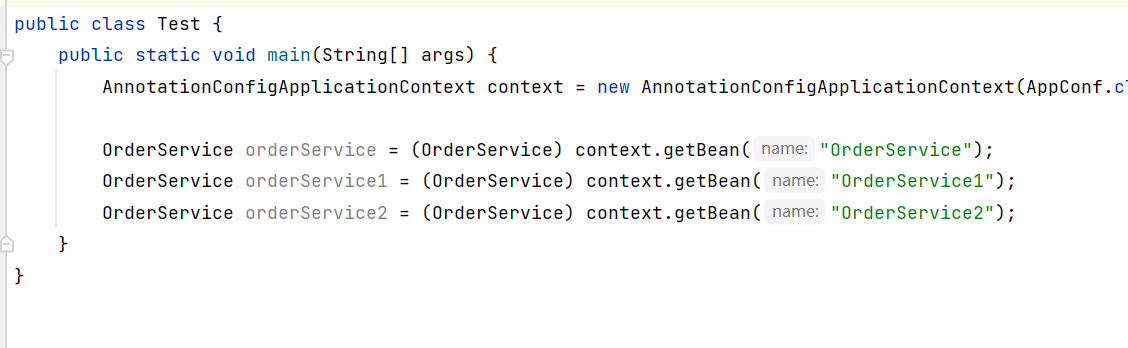 public class Test {
public static void main(String[] args) {
AnnotationConfigApplicationContext context = new AnnotationConfigApplicationContext(AppConf.cl
OrderService orderService = (OrderService) context.getBean( name: "OrderService");
OrderService orderService1 = (OrderService) context.getBean( name: "OrderService1");
OrderService orderService2 = (OrderService) context.getBean( name: "OrderService2");
}
}